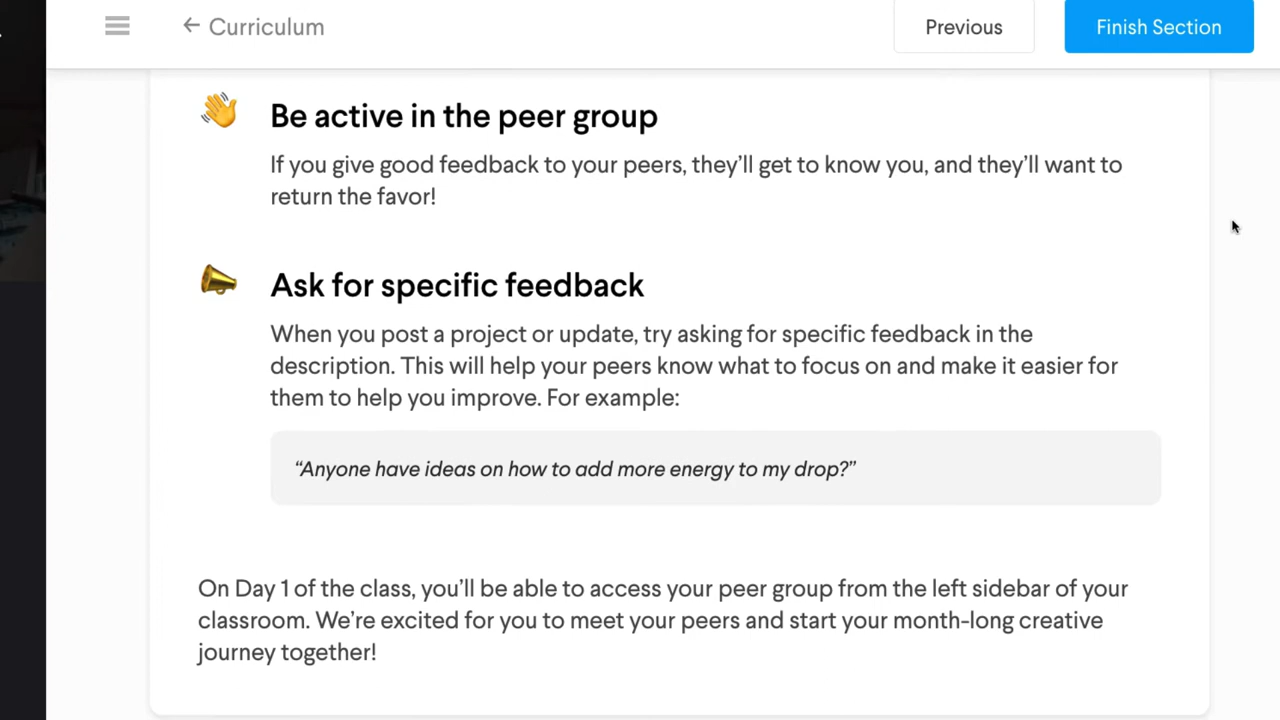 ← Curriculum
Previous
Finish Section
Be active in the peer group
If you give good feedback to your peers, they’ll get to know you, and they’ll want to
return the favor!
Ask for specific feedback
When you post a project or update, try asking for specific feedback in the
description. This will help your peers know what to focus on and make it easier for
them to help you improve. For example:
“Anyone have ideas on how to add more energy to my drop?”
On Day 1 of the class, you’ll be able to access your peer group from the left sidebar of your
classroom. We’re excited for you to meet your peers and start your month-long creative
journey together!